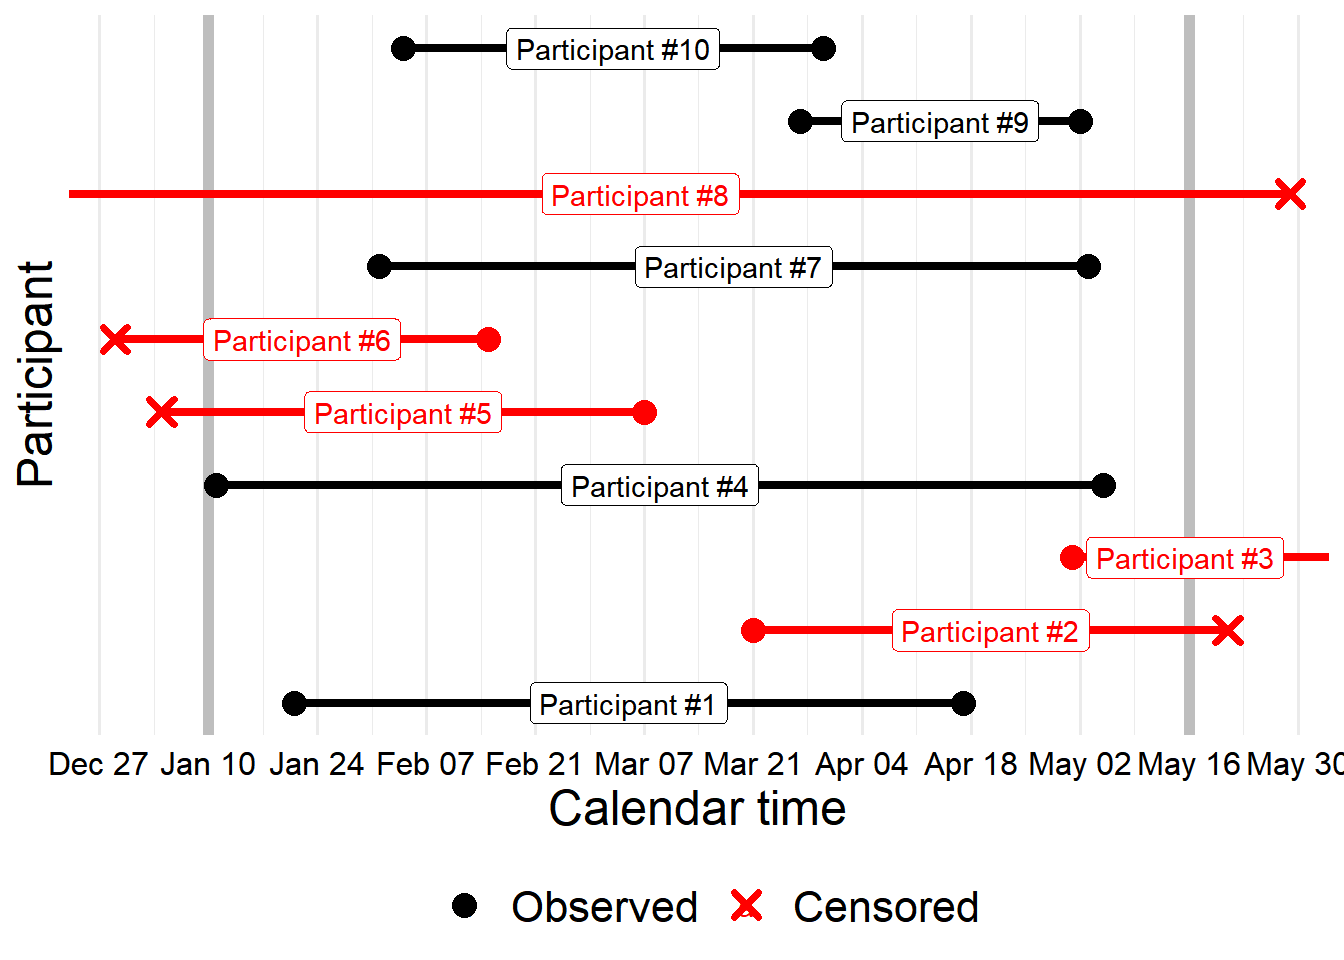 Participant #10
Participant #9
Participant #8
Participant #7
Participant #6
Participant #5
Participant #4
Participant #3
Participant #2
Participant #1
Participant
Dec 27 Jan 10 Jan 24 Feb 07 Feb 21 Mar 07 Mar 21 Apr 04 Apr 18 May 02 May 16 May 30
Calendar time
Observed Censored